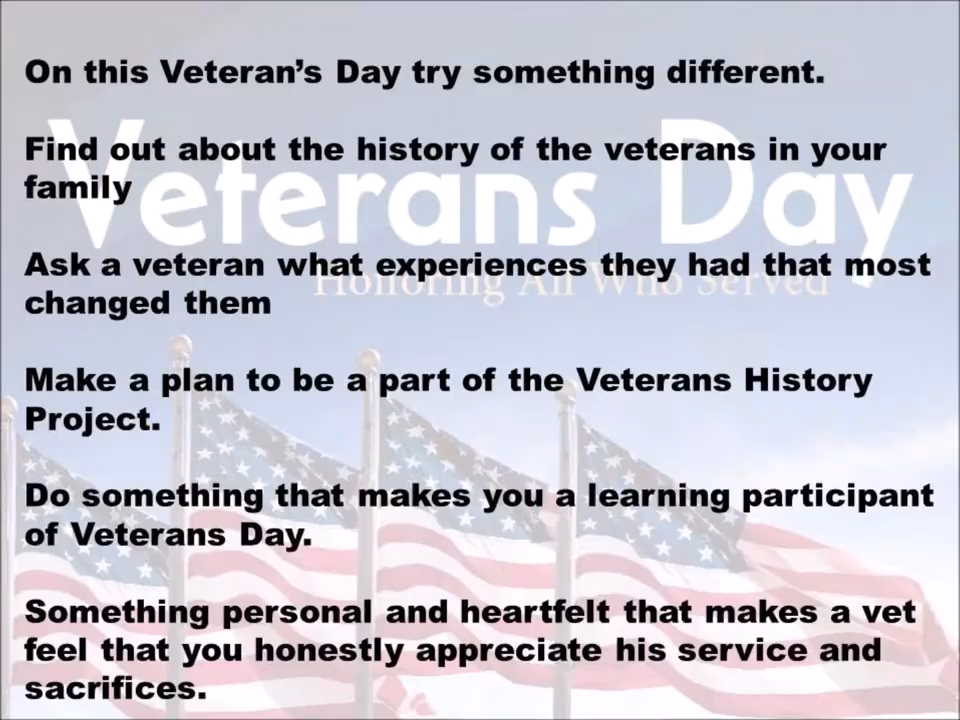 On this Veteran’s Day try something different.
Find out about the history of the veterans in your
family
Veterans Day
Ask a veteran what experiences they had that most
changed them
Honoring All Who Served
Make a plan to be a part of the Veterans History
Project.
Do something that makes you a learning participant
of Veterans Day.
Something personal and heartfelt that makes a vet
feel that you honestly appreciate his service and
sacrifices.